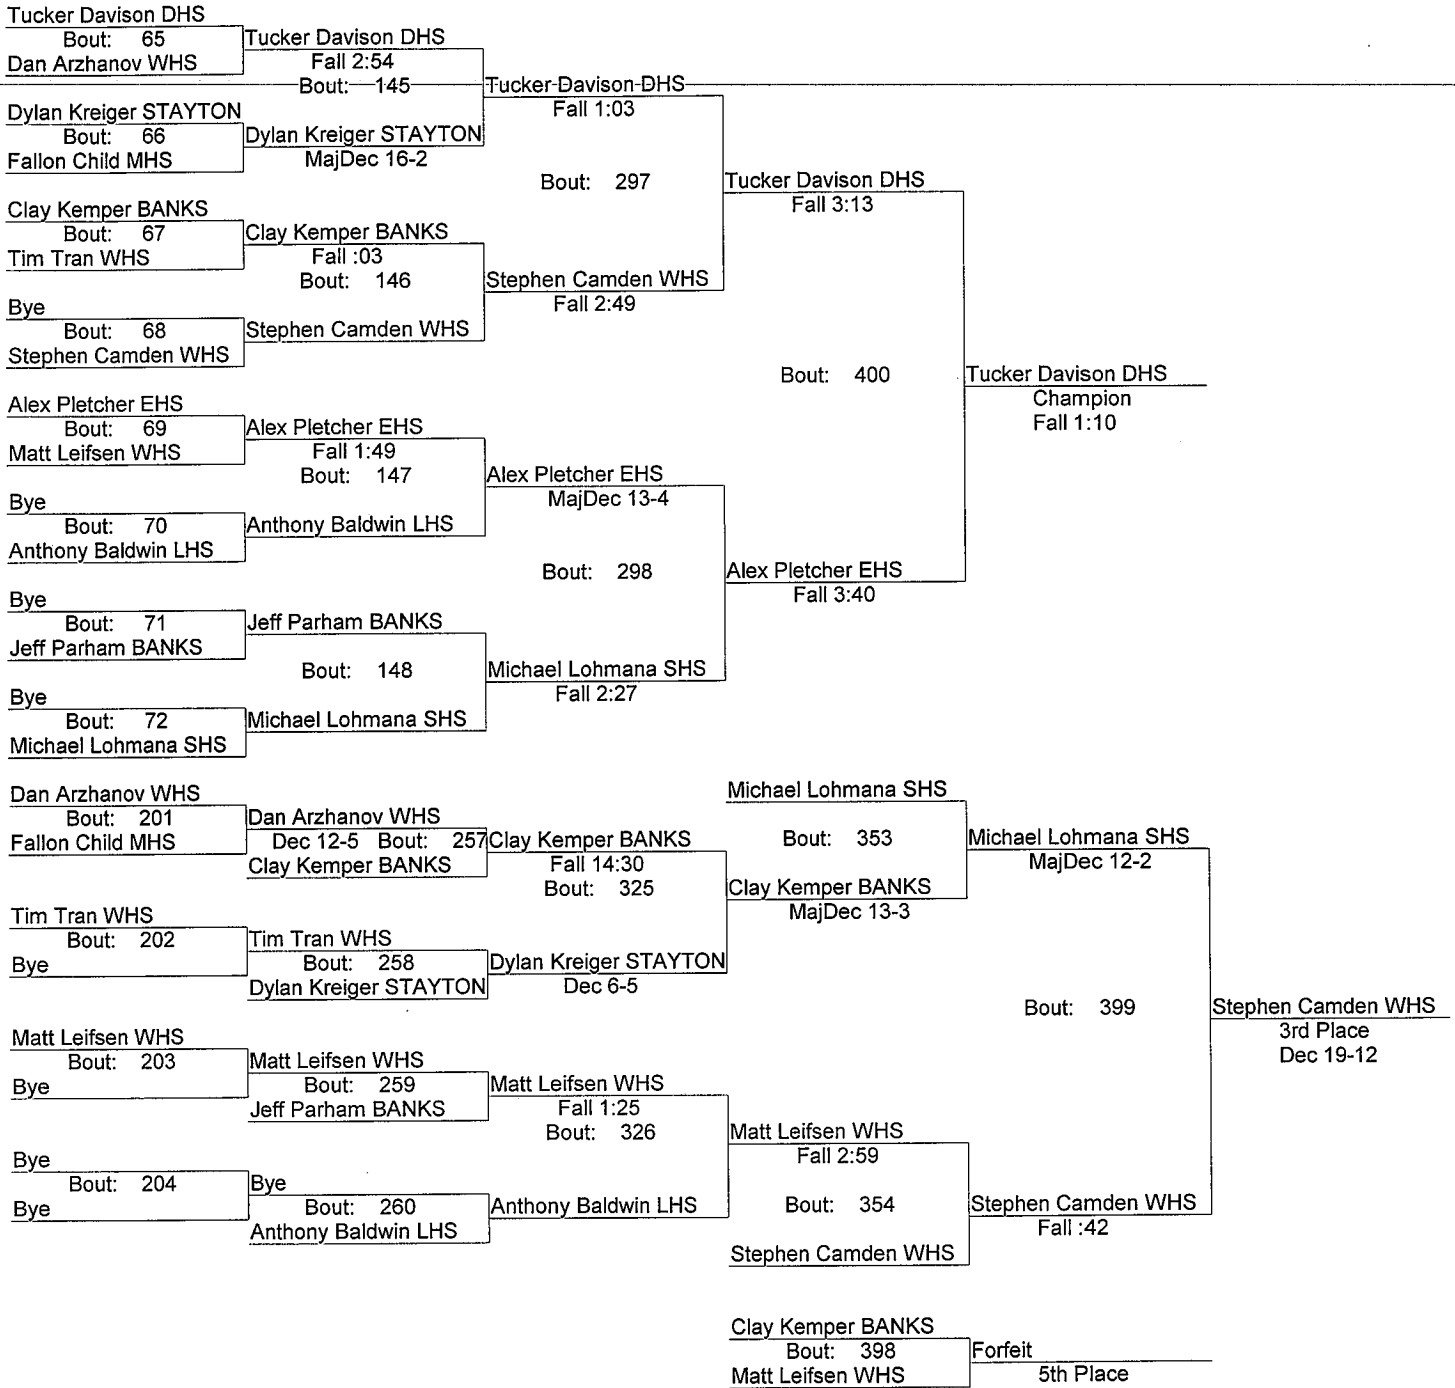 Tucker Davison DHS
Bout: 65
Dan Arzhanov WHS
Tucker Davison DHS
Fall 2:54
Bout: 145
Dylan Kreiger STAYTON
Bout: 66
Fallon Child MHS
Dylan Kreiger STAYTON
MajDec 16-2
Tucker Davison DHS
Fall 1:03
Bout: 297
Clay Kemper BANKS
Bout: 67
Tim Tran WHS
Clay Kemper BANKS
Fall :03
Bout: 146
Bye
Bout: 68
Stephen Camden WHS
Stephen Camden WHS
Stephen Camden WHS
Fall 2:49
Tucker Davison DHS
Fall 3:13
Bout: 400
Tucker Davison DHS
Champion
Fall 1:10
Alex Pletcher EHS
Bout: 69
Matt Leifsen WHS
Alex Pletcher EHS
Fall 1:49
Bout: 147
Bye
Bout: 70
Anthony Baldwin LHS
Anthony Baldwin LHS
Alex Pletcher EHS
MajDec 13-4
Bout: 298
Bye
Bout: 71
Jeff Parham BANKS
Jeff Parham BANKS
Bout: 148
Bye
Bout: 72
Michael Lohmana SHS
Michael Lohmana SHS
Michael Lohmana SHS
Fall 2:27
Alex Pletcher EHS
Fall 3:40
Dan Arzhanov WHS
Bout: 201
Fallon Child MHS
Dan Arzhanov WHS
Dec 12-5 Bout: 257
Clay Kemper BANKS
Clay Kemper BANKS
Fall 14:30
Bout: 325
Tim Tran WHS
Bout: 202
Bye
Tim Tran WHS
Bout: 258
Dylan Kreiger STAYTON
Dylan Kreiger STAYTON
Dec 6-5
Michael Lohmana SHS
Bout: 353
Clay Kemper BANKS
MajDec 13-3
Michael Lohmana SHS
MajDec 12-2
Bout: 399
Stephen Camden WHS
3rd Place
Dec 19-12
Matt Leifsen WHS
Bout: 203
Bye
Matt Leifsen WHS
Bout: 259
Jeff Parham BANKS
Matt Leifsen WHS
Fall 1:25
Bout: 326
Bye
Bout: 204
Bye
Bye
Bout: 260
Anthony Baldwin LHS
Anthony Baldwin LHS
Matt Leifsen WHS
Fall 2:59
Bout: 354
Stephen Camden WHS
Stephen Camden WHS
Fall :42
Clay Kemper BANKS
Bout: 398
Matt Leifsen WHS
Forfeit
5th Place